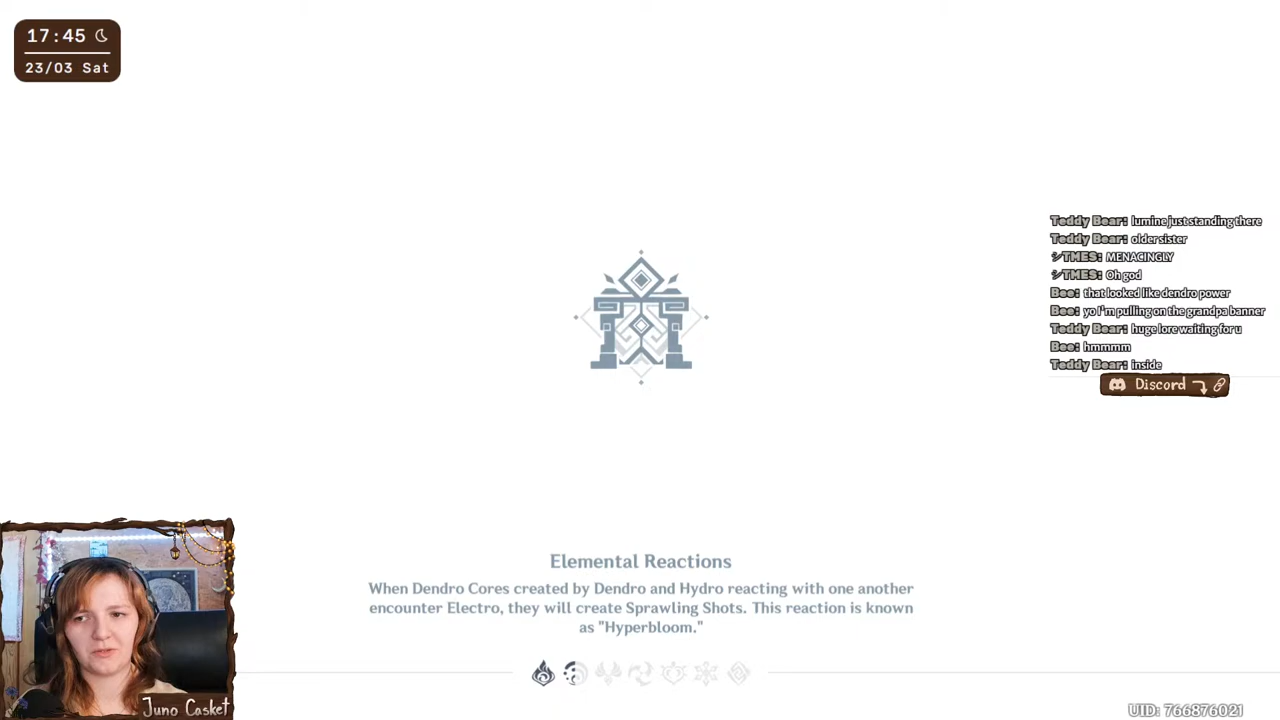 17:45
23/03 Sat
Teddy Bear: lumine just standing there
Teddy Bear: older sister
シTMES: MENACINGLY
シTMES: Oh god
Bee: that looked like dendro power
Bee: yo I'm pulling on the grandpa banner
Teddy Bear: huge lore waiting for u
Bee: hmmmm
Teddy Bear: inside
Discord
Elemental Reactions
When Dendro Cores created by Dendro and Hydro reacting with one another
encounter Electro, they will create Sprawling Shots. This reaction is known
as "Hyperbloom."
Juno Casket
UID: 766876021